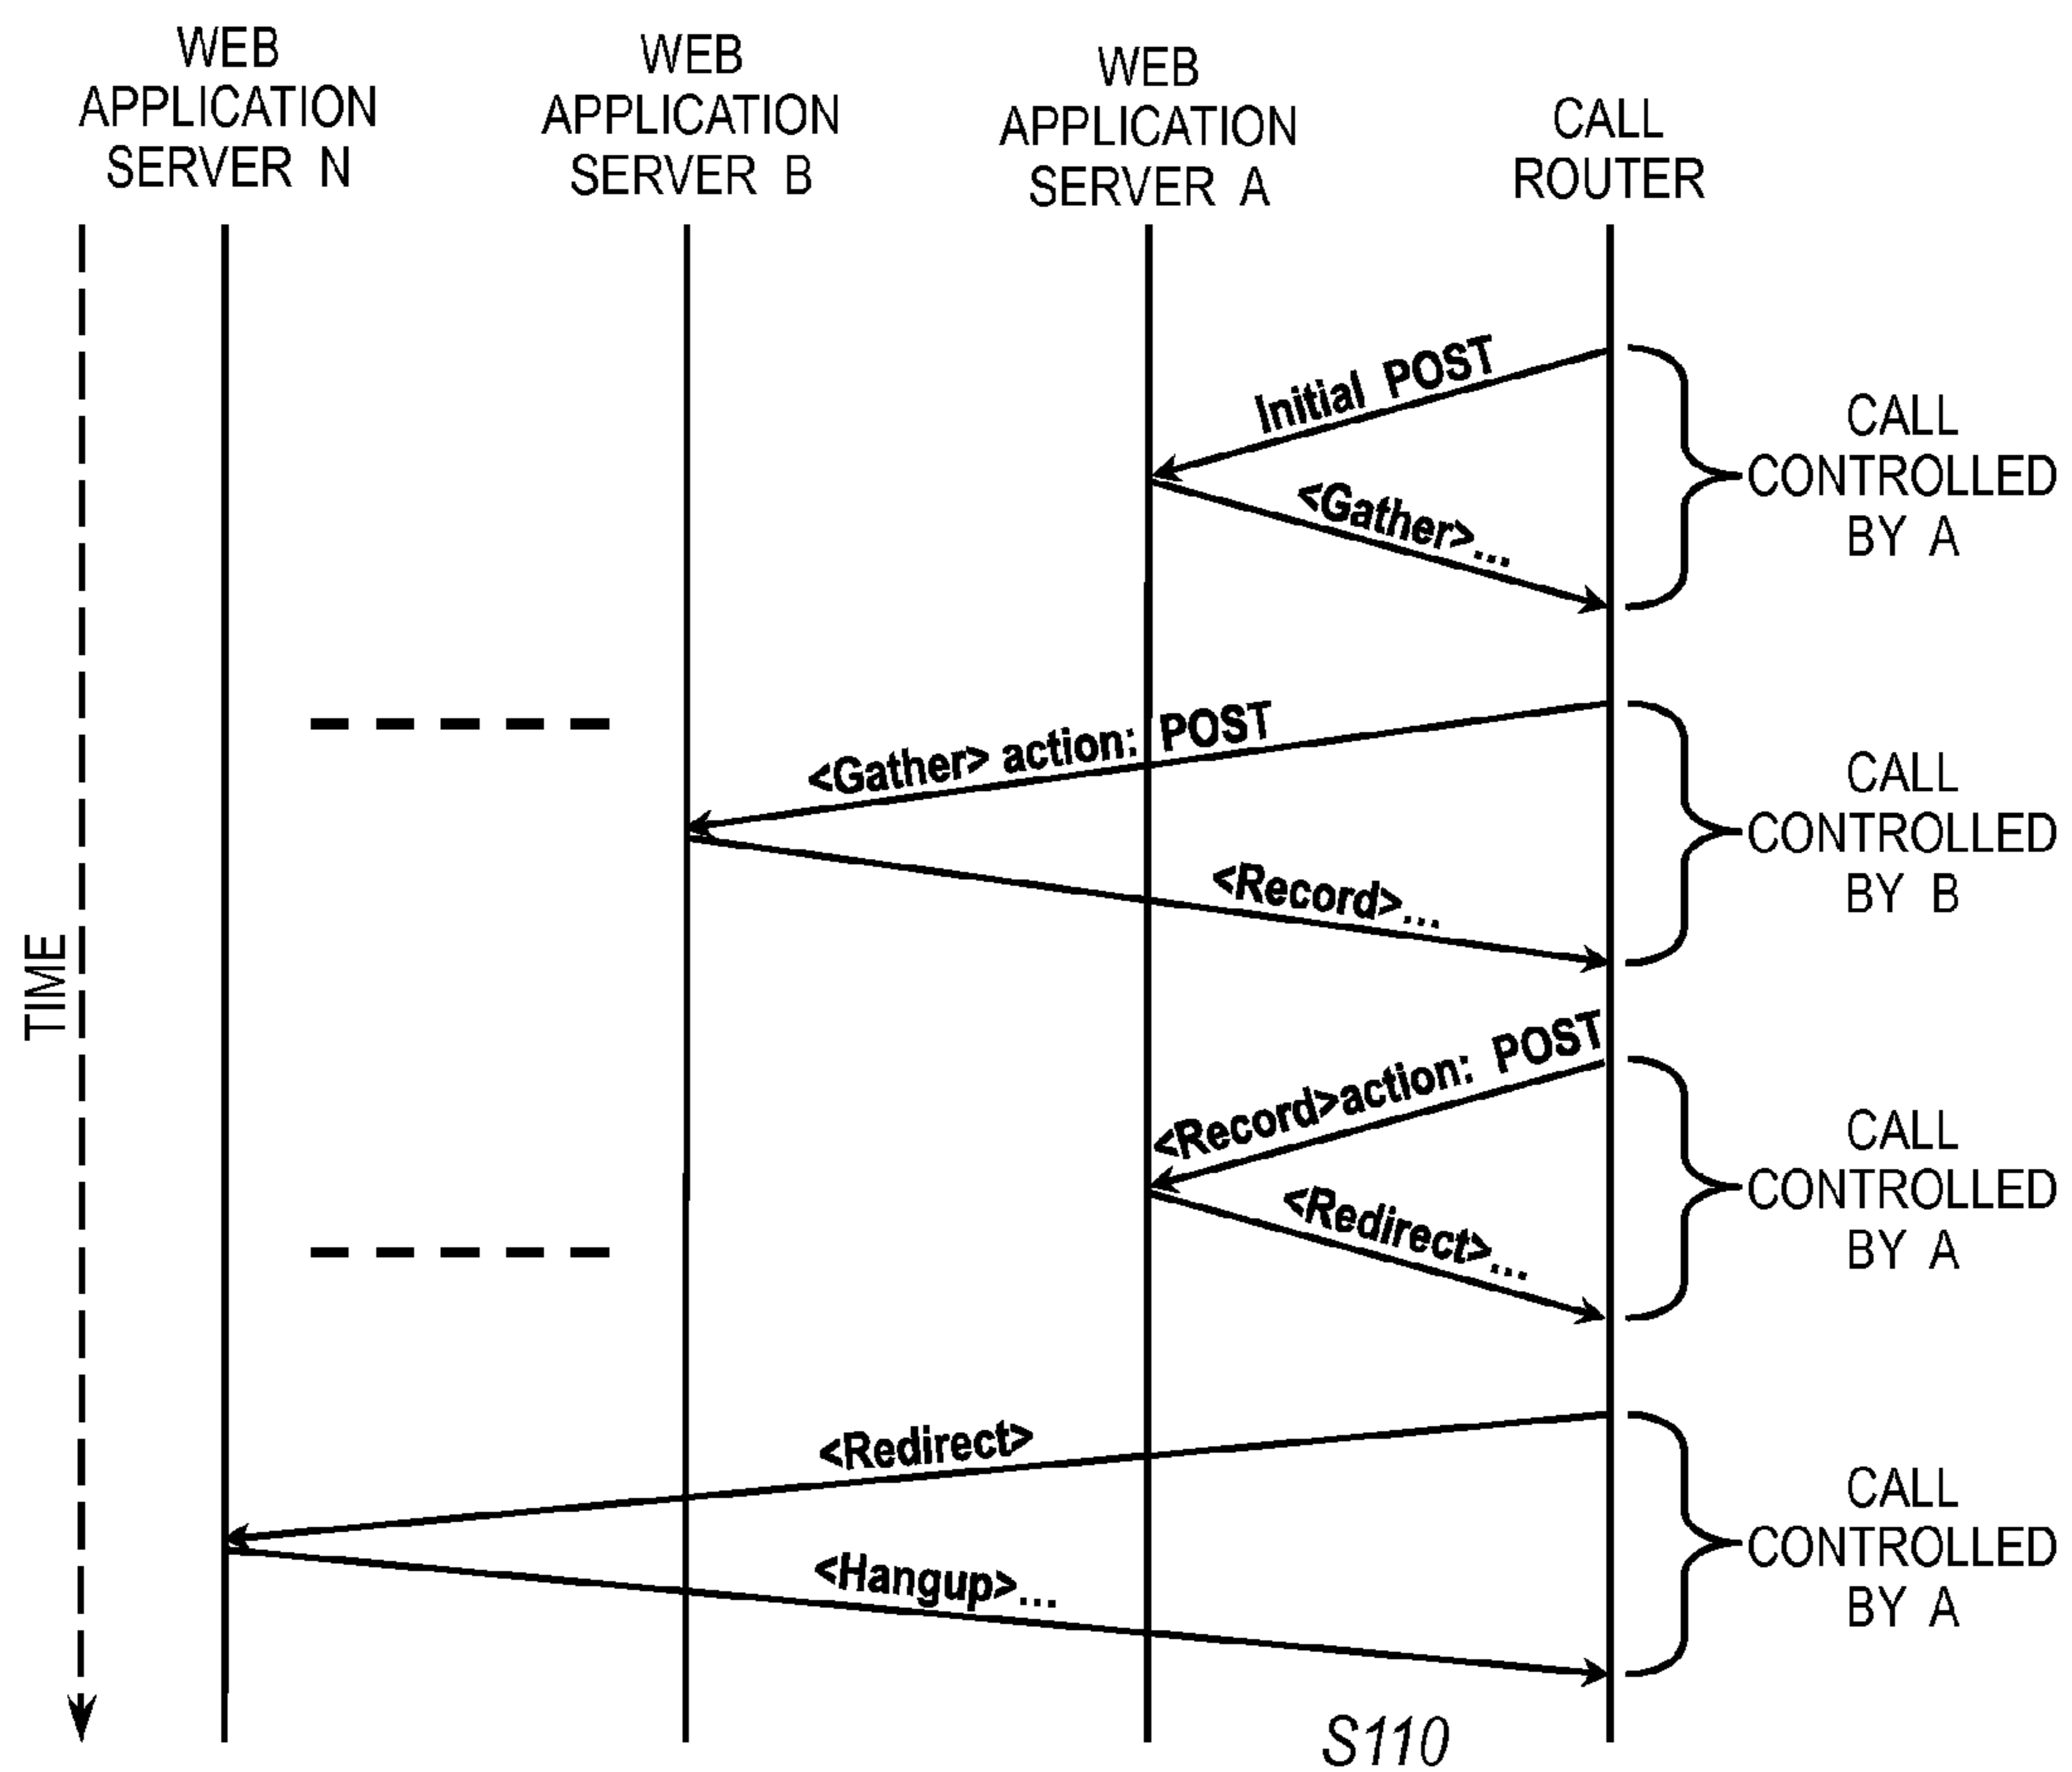 WEB
APPLICATION
SERVER N
WEB
APPLICATION
SERVER B
WEB
APPLICATION
SERVER A
CALL
ROUTER
TIME
Initial POST
<Gather>...
CALL
CONTROLLED
BY A
<Gather> action: POST
<Record>...
CALL
CONTROLLED
BY B
<Record>action: POST
<Redirect>...
CALL
CONTROLLED
BY A
<Redirect>
<Hangup>...
CALL
CONTROLLED
BY A
S110